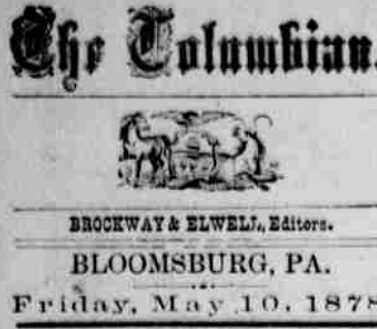 The Columbian.
BROCKWAY & ELWELL, Editors.
BLOOMSBURG, PA.
Friday, May 10, 1878